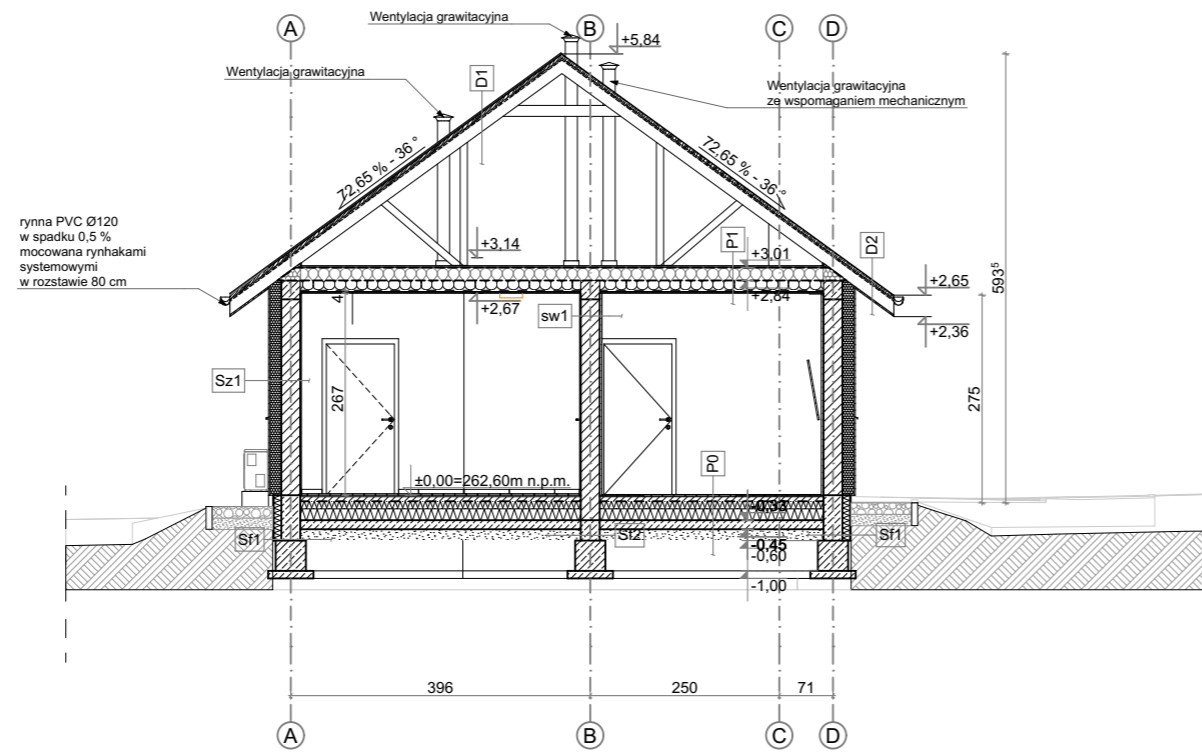 A
B
C
D
Wentylacja grawitacyjna
+5,84
Wentylacja grawitacyjna
D1
Wentylacja grawitacyjna
ze wspomaganiem mechanicznym
72,65 % - 36 °
72,65 % - 36 °
rynna PVC Ø120
w spadku 0,5 %
mocowana rynhakami
systemowymi
w rozstawie 80 cm
+3,14
P1
+3,01
D2
+2,65
593⁵
4
+2,67
sw1
+2,84
+2,36
Sz1
267
275
±0,00=262,60m n.p.m.
P0
-0,33
Sf1
Sf2
-0,45
-0,60
Sf1
-1,00
396
250
71
A
B
C
D